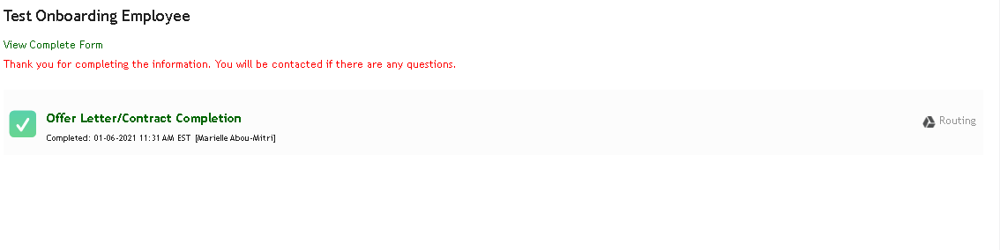 Test Onboarding Employee
View Complete Form
Thank you for completing the information. You will be contacted if there are any questions.
Offer Letter/Contract Completion
Routing
Completed: 01-06-2021 11:31 AM EST [Marielle Abou-Mitri]